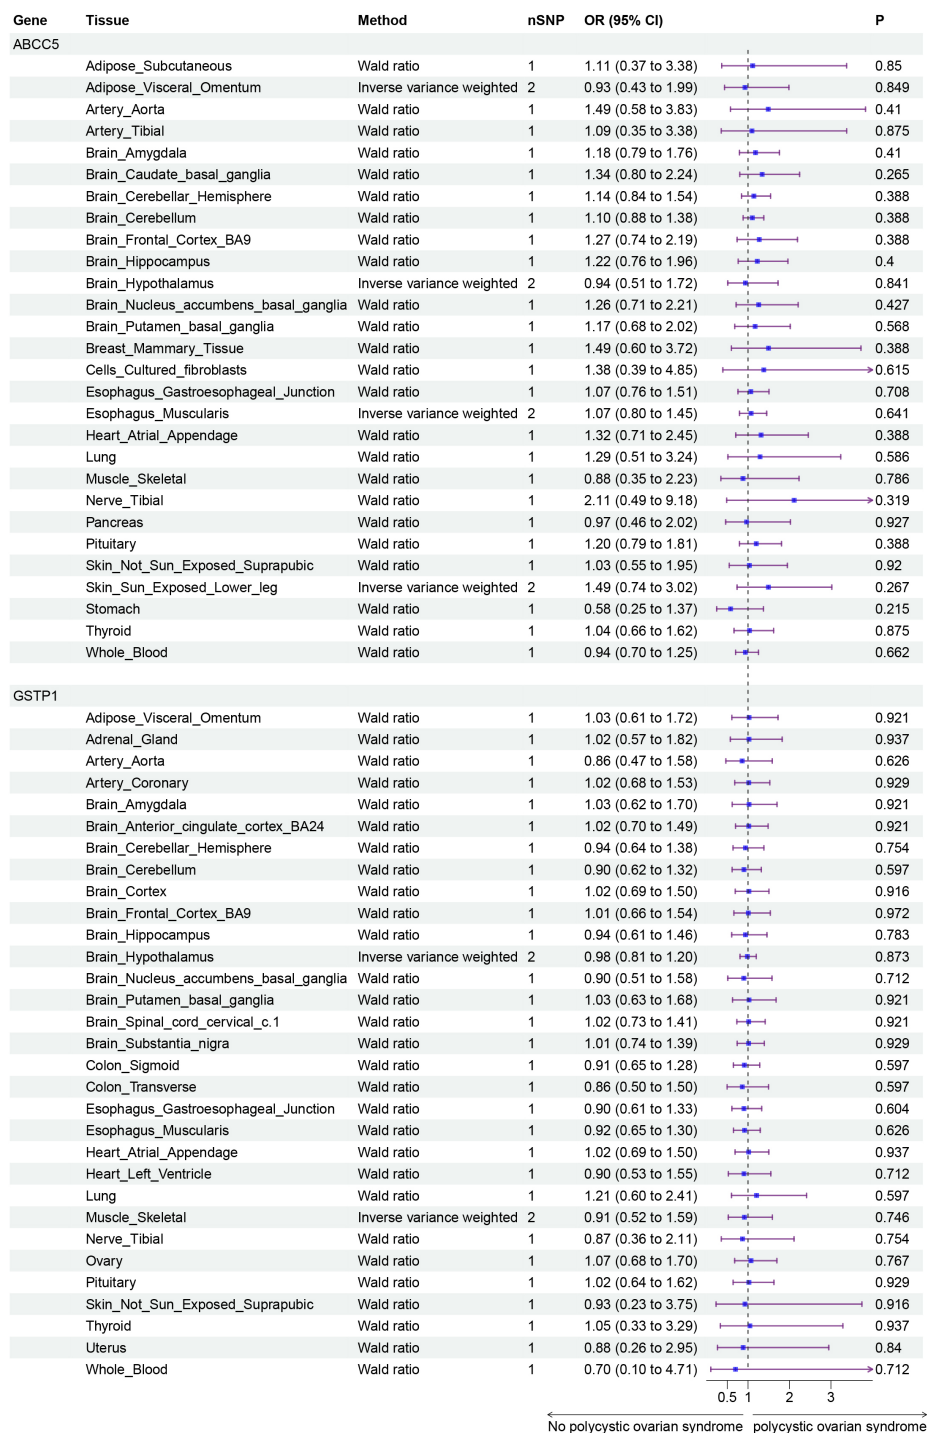 Gene Tissue Method nSNP OR (95% CI) P
ABCC5
Adipose_Subcutaneous Wald ratio 1 1.11 (0.37 to 3.38) 0.85
Adipose_Visceral_Omentum Inverse variance weighted 2 0.93 (0.43 to 1.99) 0.849
Artery_Aorta Wald ratio 1 1.49 (0.58 to 3.83) 0.41
Artery_Tibial Wald ratio 1 1.09 (0.35 to 3.38) 0.875
Brain_Amygdala Wald ratio 1 1.18 (0.79 to 1.76) 0.41
Brain_Caudate_basal_ganglia Wald ratio 1 1.34 (0.80 to 2.24) 0.265
Brain_Cerebellar_Hemisphere Wald ratio 1 1.14 (0.84 to 1.54) 0.388
Brain_Cerebellum Wald ratio 1 1.10 (0.88 to 1.38) 0.388
Brain_Frontal_Cortex_BA9 Wald ratio 1 1.27 (0.74 to 2.19) 0.388
Brain_Hippocampus Wald ratio 1 1.22 (0.76 to 1.96) 0.4
Brain_Hypothalamus Inverse variance weighted 2 0.94 (0.51 to 1.72) 0.841
Brain_Nucleus_accumbens_basal_ganglia Wald ratio 1 1.26 (0.71 to 2.21) 0.427
Brain_Putamen_basal_ganglia Wald ratio 1 1.17 (0.68 to 2.02) 0.568
Breast_Mammary_Tissue Wald ratio 1 1.49 (0.60 to 3.72) 0.388
Cells_Cultured_fibroblasts Wald ratio 1 1.38 (0.39 to 4.85) 0.615
Esophagus_Gastroesophageal_Junction Wald ratio 1 1.07 (0.76 to 1.51) 0.708
Esophagus_Muscularis Inverse variance weighted 2 1.07 (0.80 to 1.45) 0.641
Heart_Atrial_Appendage Wald ratio 1 1.32 (0.71 to 2.45) 0.388
Lung Wald ratio 1 1.29 (0.51 to 3.24) 0.586
Muscle_Skeletal Wald ratio 1 0.88 (0.35 to 2.23) 0.786
Nerve_Tibial Wald ratio 1 2.11 (0.49 to 9.18) 0.319
Pancreas Wald ratio 1 0.97 (0.46 to 2.02) 0.927
Pituitary Wald ratio 1 1.20 (0.79 to 1.81) 0.388
Skin_Not_Sun_Exposed_Suprapubic Wald ratio 1 1.03 (0.55 to 1.95) 0.92
Skin_Sun_Exposed_Lower_leg Inverse variance weighted 2 1.49 (0.74 to 3.02) 0.267
Stomach Wald ratio 1 0.58 (0.25 to 1.37) 0.215
Thyroid Wald ratio 1 1.04 (0.66 to 1.62) 0.875
Whole_Blood Wald ratio 1 0.94 (0.70 to 1.25) 0.662
GSTP1
Adipose_Visceral_Omentum Wald ratio 1 1.03 (0.61 to 1.72) 0.921
Adrenal_Gland Wald ratio 1 1.02 (0.57 to 1.82) 0.937
Artery_Aorta Wald ratio 1 0.86 (0.47 to 1.58) 0.626
Artery_Coronary Wald ratio 1 1.02 (0.68 to 1.53) 0.929
Brain_Amygdala Wald ratio 1 1.03 (0.62 to 1.70) 0.921
Brain_Anterior_cingulate_cortex_BA24 Wald ratio 1 1.02 (0.70 to 1.49) 0.921
Brain_Cerebellar_Hemisphere Wald ratio 1 0.94 (0.64 to 1.38) 0.754
Brain_Cerebellum Wald ratio 1 0.90 (0.62 to 1.32) 0.597
Brain_Cortex Wald ratio 1 1.02 (0.69 to 1.50) 0.916
Brain_Frontal_Cortex_BA9 Wald ratio 1 1.01 (0.66 to 1.54) 0.972
Brain_Hippocampus Wald ratio 1 0.94 (0.61 to 1.46) 0.783
Brain_Hypothalamus Inverse variance weighted 2 0.98 (0.81 to 1.20) 0.873
Brain_Nucleus_accumbens_basal_ganglia Wald ratio 1 0.90 (0.51 to 1.58) 0.712
Brain_Putamen_basal_ganglia Wald ratio 1 1.03 (0.63 to 1.68) 0.921
Brain_Spinal_cord_cervical_c.1 Wald ratio 1 1.02 (0.73 to 1.41) 0.921
Brain_Substantia_nigra Wald ratio 1 1.01 (0.74 to 1.39) 0.929
Colon_Sigmoid Wald ratio 1 0.91 (0.65 to 1.28) 0.597
Colon_Transverse Wald ratio 1 0.86 (0.50 to 1.50) 0.597
Esophagus_Gastroesophageal_Junction Wald ratio 1 0.90 (0.61 to 1.33) 0.604
Esophagus_Muscularis Wald ratio 1 0.92 (0.65 to 1.30) 0.626
Heart_Atrial_Appendage Wald ratio 1 1.02 (0.69 to 1.50) 0.937
Heart_Left_Ventricle Wald ratio 1 0.90 (0.53 to 1.55) 0.712
Lung Wald ratio 1 1.21 (0.60 to 2.41) 0.597
Muscle_Skeletal Inverse variance weighted 2 0.91 (0.52 to 1.59) 0.746
Nerve_Tibial Wald ratio 1 0.87 (0.36 to 2.11) 0.754
Ovary Wald ratio 1 1.07 (0.68 to 1.70) 0.767
Pituitary Wald ratio 1 1.02 (0.64 to 1.62) 0.929
Skin_Not_Sun_Exposed_Suprapubic Wald ratio 1 0.93 (0.23 to 3.75) 0.916
Thyroid Wald ratio 1 1.05 (0.33 to 3.29) 0.937
Uterus Wald ratio 1 0.88 (0.26 to 2.95) 0.84
Whole_Blood Wald ratio 1 0.70 (0.10 to 4.71) 0.712
0.5 1 2 3
No polycystic ovarian syndrome polycystic ovarian syndrome